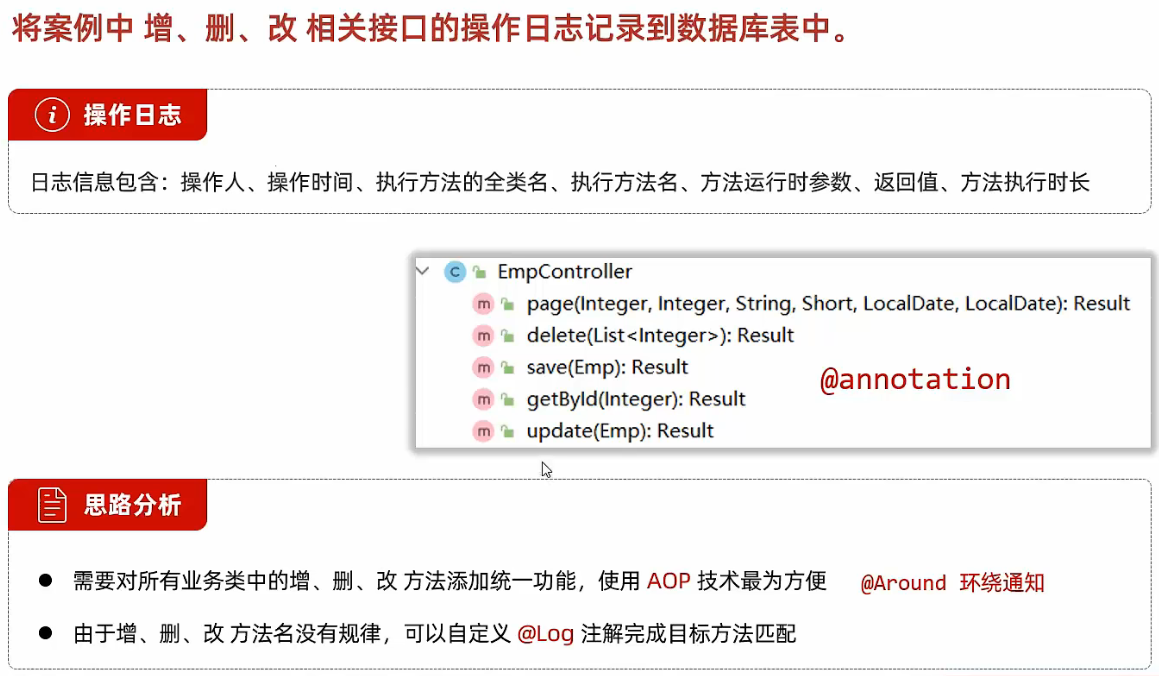 将案例中 增、删、改 相关接口的操作日志记录到数据库表中。
操作日志
日志信息包含：操作人、操作时间、执行方法的全类名、执行方法名、方法运行时参数、返回值、方法执行时长
C EmpController
m page(Integer, Integer, String, Short, LocalDate, LocalDate): Result
m delete(List<Integer>): Result
m save(Emp): Result
@annotation
m getById(Integer): Result
m update(Emp): Result
思路分析
● 需要对所有业务类中的增、删、改 方法添加统一功能，使用 AOP 技术最为方便 @Around 环绕通知
● 由于增、删、改 方法名没有规律，可以自定义 @Log 注解完成目标方法匹配